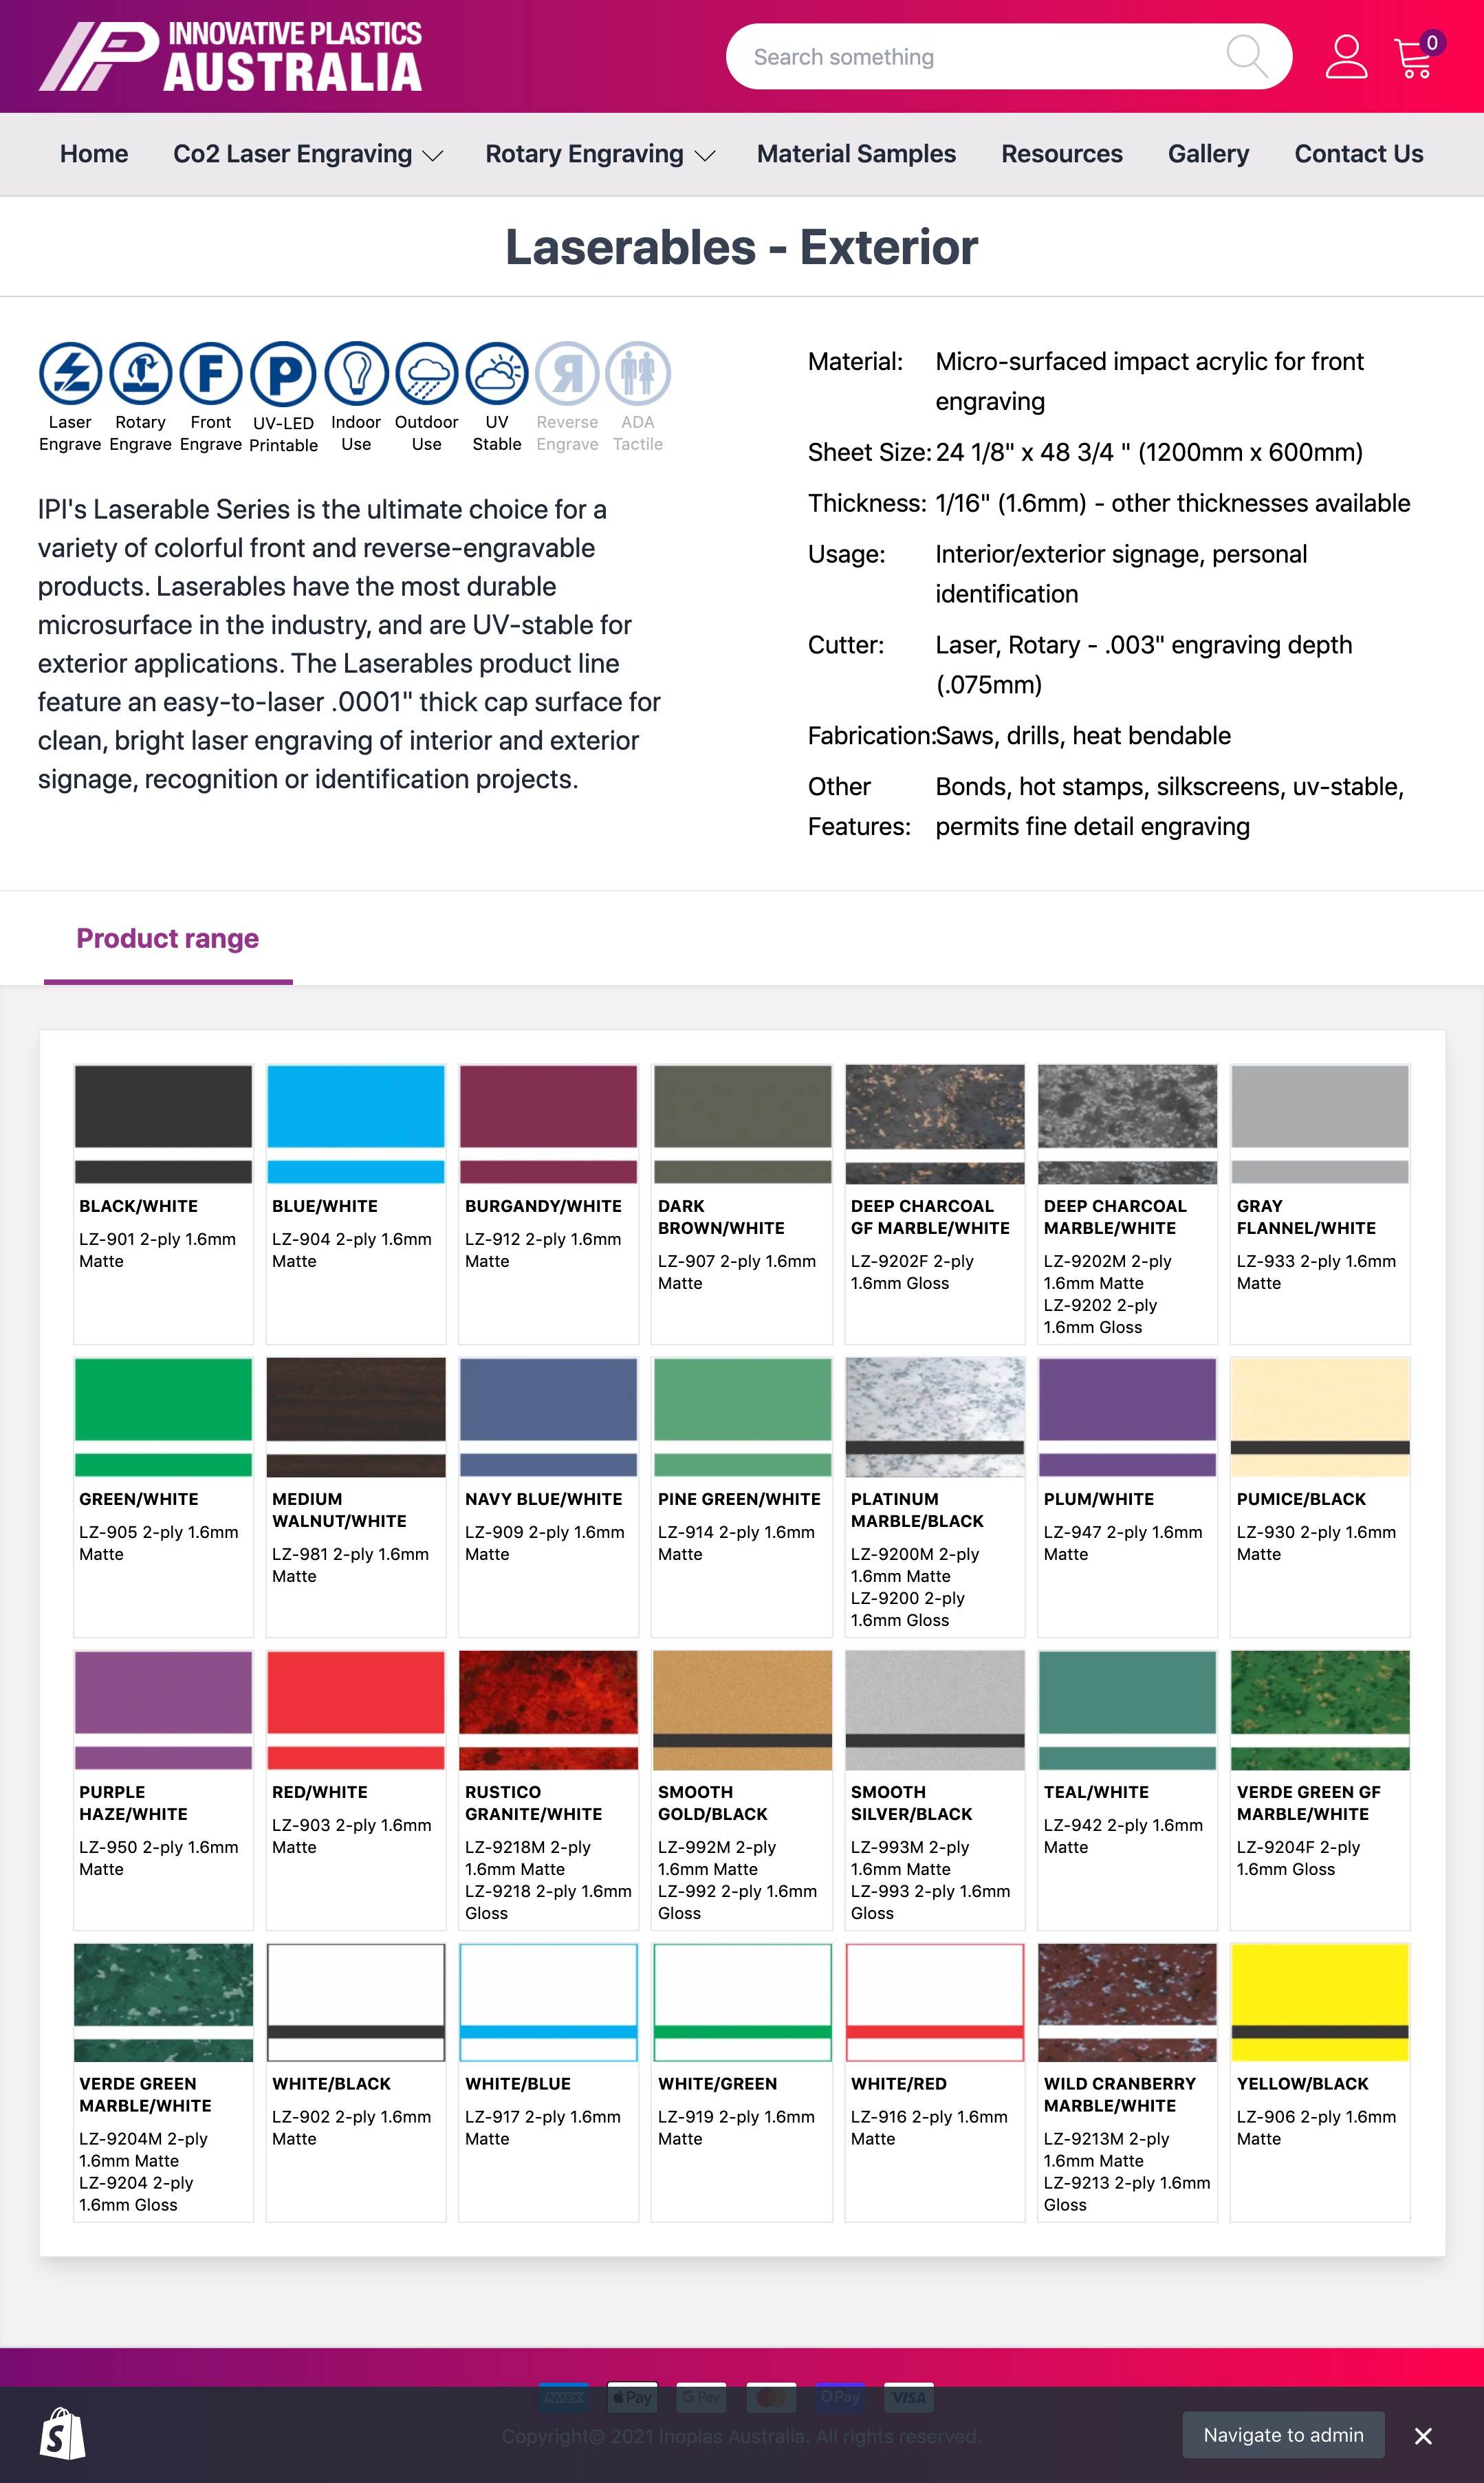 IP INNOVATIVE PLASTICS
AUSTRALIA
Search something
0
Home Co2 Laser Engraving Rotary Engraving Material Samples Resources Gallery Contact Us
Laserables - Exterior
F P R
Laser Engrave
Rotary Engrave
Front Engrave
UV-LED Printable
Indoor Use
Outdoor Use
UV Stable
Reverse Engrave
ADA Tactile
IPI's Laserable Series is the ultimate choice for a
variety of colorful front and reverse-engravable
products. Laserables have the most durable
microsurface in the industry, and are UV-stable for
exterior applications. The Laserables product line
feature an easy-to-laser .0001" thick cap surface for
clean, bright laser engraving of interior and exterior
signage, recognition or identification projects.
Material: Micro-surfaced impact acrylic for front
engraving
Sheet Size: 24 1/8" x 48 3/4 " (1200mm x 600mm)
Thickness: 1/16" (1.6mm) - other thicknesses available
Usage: Interior/exterior signage, personal
identification
Cutter: Laser, Rotary - .003" engraving depth
(.075mm)
Fabrication: Saws, drills, heat bendable
Other Bonds, hot stamps, silkscreens, uv-stable,
Features: permits fine detail engraving
Product range
BLACK/WHITE
LZ-901 2-ply 1.6mm
Matte
BLUE/WHITE
LZ-904 2-ply 1.6mm
Matte
BURGANDY/WHITE
LZ-912 2-ply 1.6mm
Matte
DARK
BROWN/WHITE
LZ-907 2-ply 1.6mm
Matte
DEEP CHARCOAL
GF MARBLE/WHITE
LZ-9202F 2-ply
1.6mm Gloss
DEEP CHARCOAL
MARBLE/WHITE
LZ-9202M 2-ply
1.6mm Matte
LZ-9202 2-ply
1.6mm Gloss
GRAY
FLANNEL/WHITE
LZ-933 2-ply 1.6mm
Matte
GREEN/WHITE
LZ-905 2-ply 1.6mm
Matte
MEDIUM
WALNUT/WHITE
LZ-981 2-ply 1.6mm
Matte
NAVY BLUE/WHITE
LZ-909 2-ply 1.6mm
Matte
PINE GREEN/WHITE
LZ-914 2-ply 1.6mm
Matte
PLATINUM
MARBLE/BLACK
LZ-9200M 2-ply
1.6mm Matte
LZ-9200 2-ply
1.6mm Gloss
PLUM/WHITE
LZ-947 2-ply 1.6mm
Matte
PUMICE/BLACK
LZ-930 2-ply 1.6mm
Matte
PURPLE
HAZE/WHITE
LZ-950 2-ply 1.6mm
Matte
RED/WHITE
LZ-903 2-ply 1.6mm
Matte
RUSTICO
GRANITE/WHITE
LZ-9218M 2-ply
1.6mm Matte
LZ-9218 2-ply 1.6mm
Gloss
SMOOTH
GOLD/BLACK
LZ-992M 2-ply
1.6mm Matte
LZ-992 2-ply 1.6mm
Gloss
SMOOTH
SILVER/BLACK
LZ-993M 2-ply
1.6mm Matte
LZ-993 2-ply 1.6mm
Gloss
TEAL/WHITE
LZ-942 2-ply 1.6mm
Matte
VERDE GREEN GF
MARBLE/WHITE
LZ-9204F 2-ply
1.6mm Gloss
VERDE GREEN
MARBLE/WHITE
LZ-9204M 2-ply
1.6mm Matte
LZ-9204 2-ply
1.6mm Gloss
WHITE/BLACK
LZ-902 2-ply 1.6mm
Matte
WHITE/BLUE
LZ-917 2-ply 1.6mm
Matte
WHITE/GREEN
LZ-919 2-ply 1.6mm
Matte
WHITE/RED
LZ-916 2-ply 1.6mm
Matte
WILD CRANBERRY
MARBLE/WHITE
LZ-9213M 2-ply
1.6mm Matte
LZ-9213 2-ply 1.6mm
Gloss
YELLOW/BLACK
LZ-906 2-ply 1.6mm
Matte
AMEX Pay G Pay Pay VISA
Copyright© 2021 Inoplas Australia. All rights reserved.
Navigate to admin